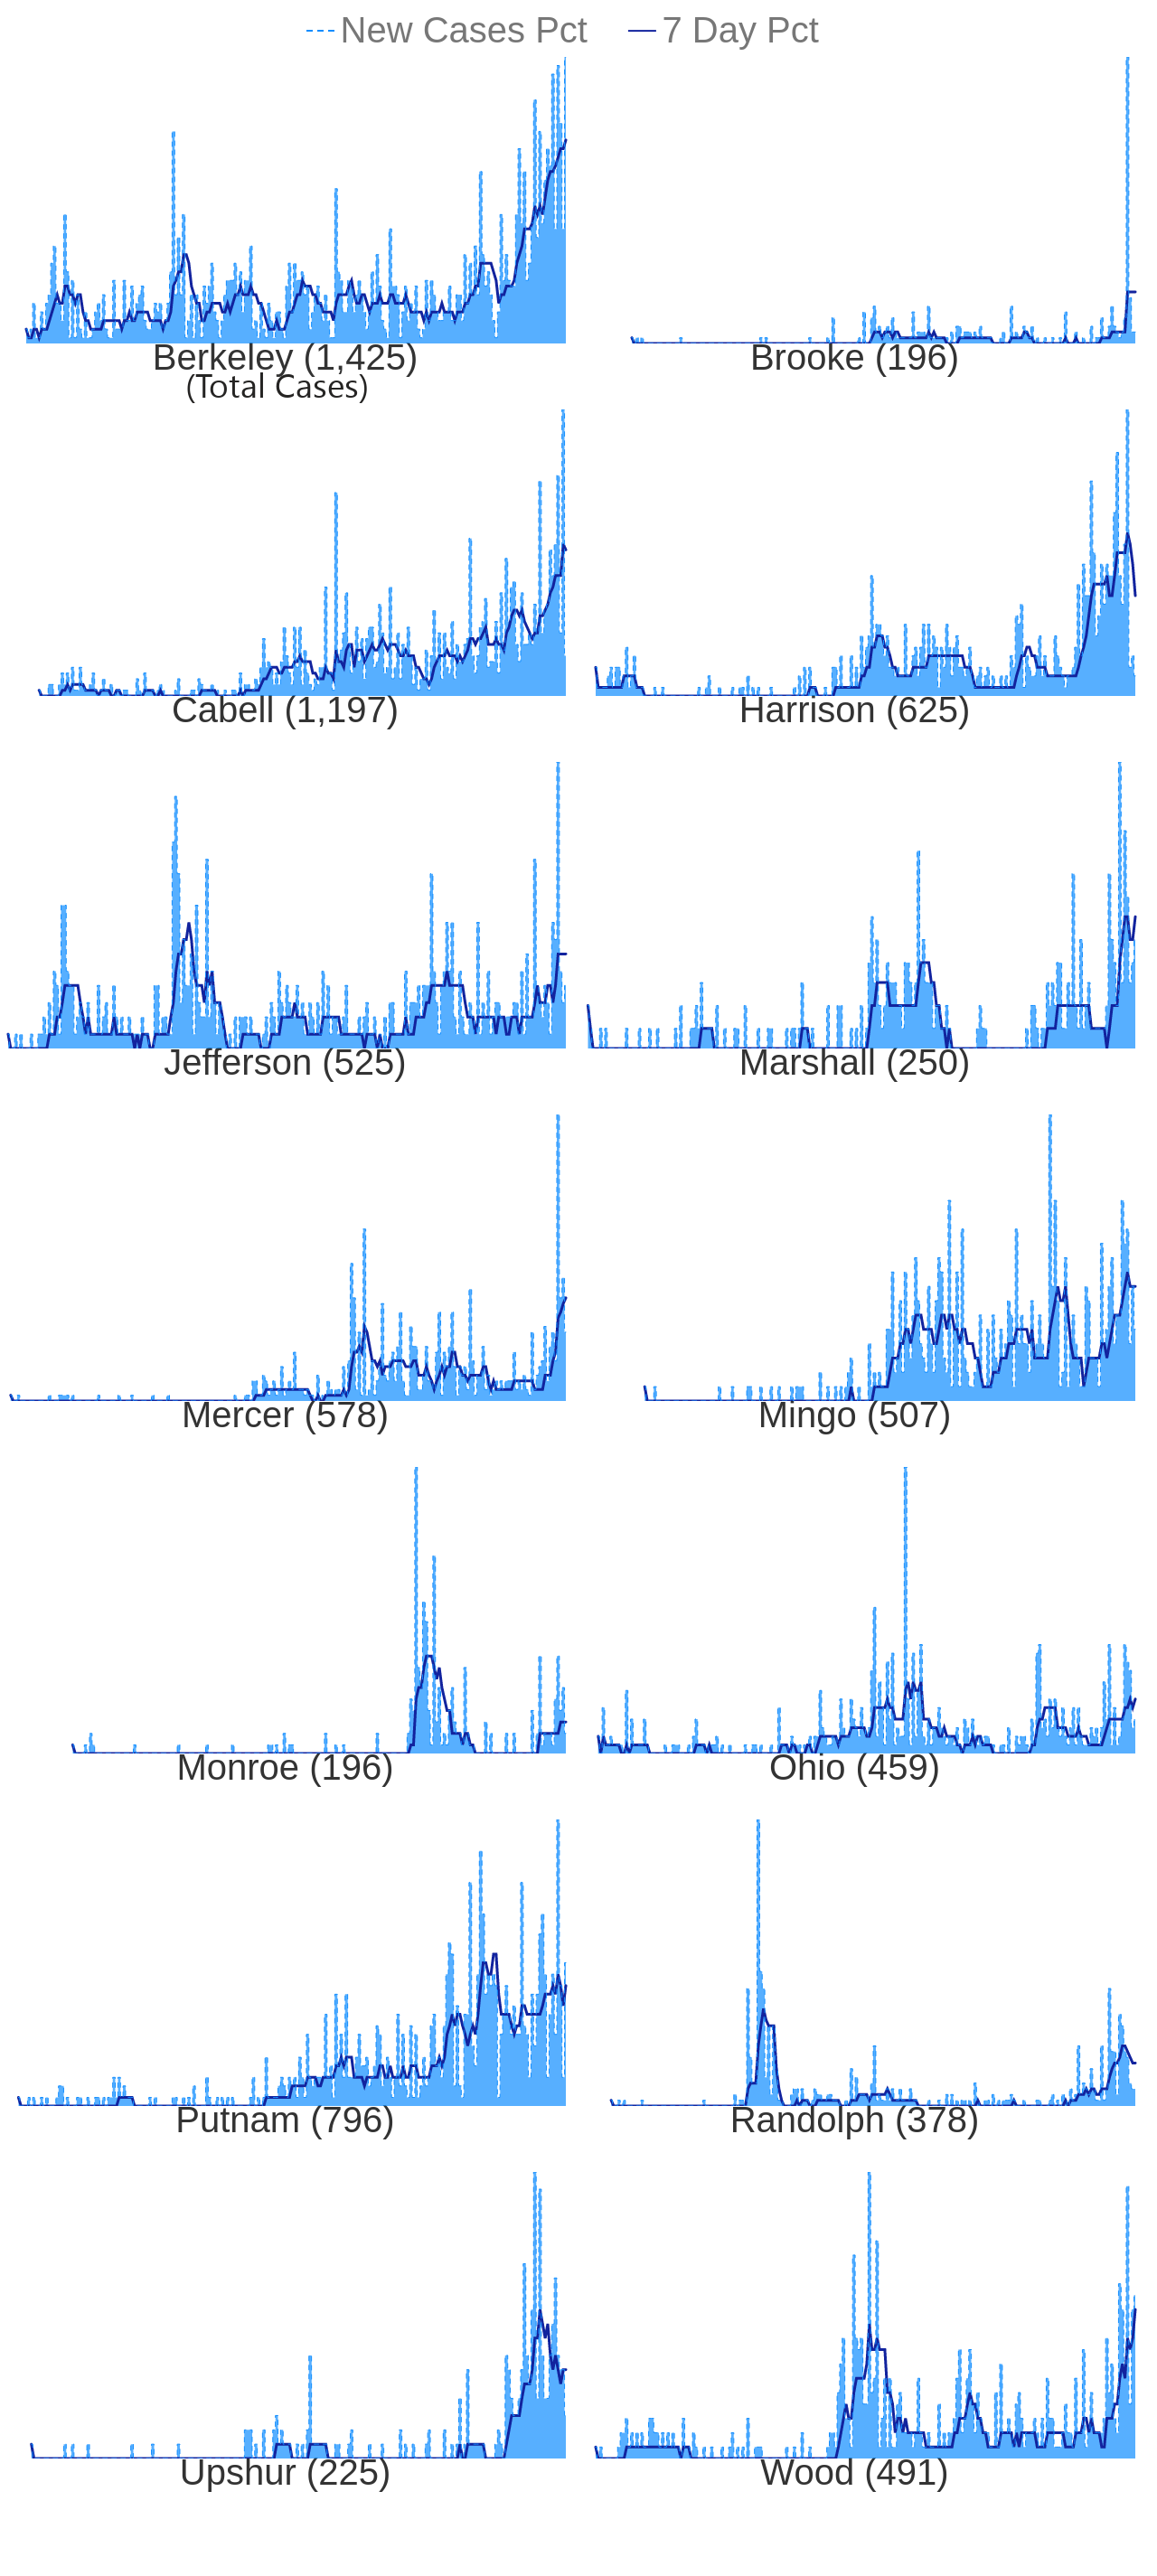 New Cases Pct 7 Day Pct
Berkeley (1,425) Brooke (196)
(Total Cases)
Cabell (1,197) Harrison (625)
Jefferson (525) Marshall (250)
Mercer (578) Mingo (507)
Monroe (196) Ohio (459)
Putnam (796) Randolph (378)
Upshur (225) Wood (491)